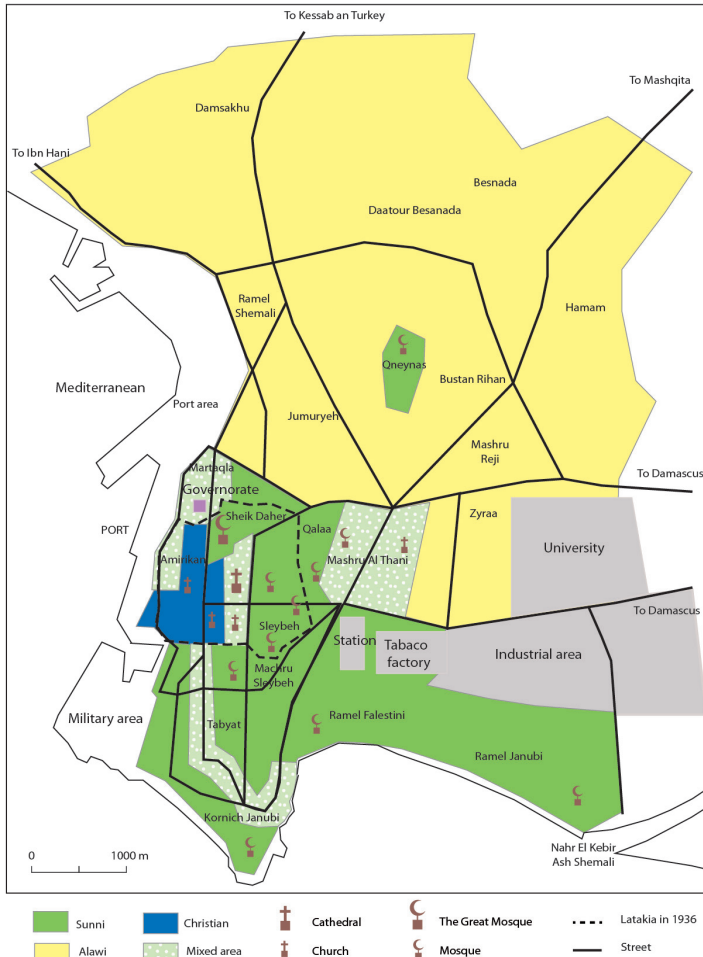 To Kessab an Turkey
To Mashqita
Damsakhu
To Ibn Hani
Besnada
Daatour Besanada
Ramel
Shemali
Hamam
Qneynas
Mediterranean
Bustan Rihan
Port area
Jumuryeh
Mashru
Reji
Martaqla
To Damascus
Governorate
Sheik Daher
Zyraa
PORT
Qalaa
University
Amirikan
Mashru Al Thani
To Damascus
Sleybeh
Station
Tabaco
factory
Industrial area
Machru
Sleybeh
Military area
Tabyat
Ramel Falestini
Ramel Janubi
Kornich Janubi
Nahr El Kebir
Ash Shemali
0
1000 m
Sunni
Christian
Cathedral
The Great Mosque
Latakia in 1936
Alawi
Mixed area
Church
Mosque
Street